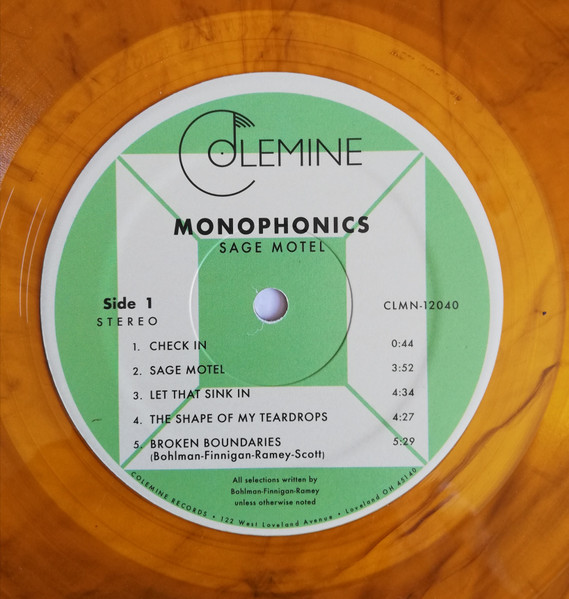 COLEMINE
MONOPHONICS
SAGE MOTEL
Side 1
STEREO
CLMN-12040
1. CHECK IN 0:44
2. SAGE MOTEL 3:52
3. LET THAT SINK IN 4:34
4. THE SHAPE OF MY TEARDROPS 4:27
5. BROKEN BOUNDARIES 5:29
(Bohlman-Finnigan-Ramey-Scott)
All selections written by
Bohlman-Finnigan-Ramey
unless otherwise noted
COLEMINE RECORDS • 122 West Loveland Avenue • Loveland OH 45140